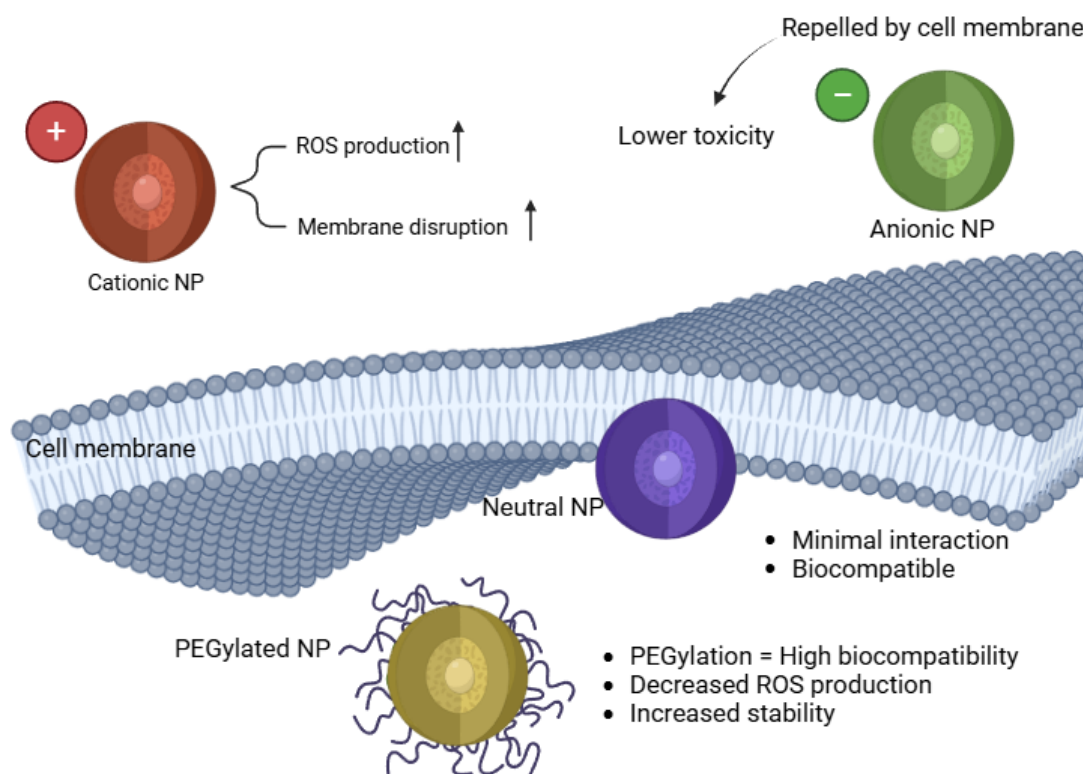 Repelled by cell membrane
+
−
ROS production
Lower toxicity
Membrane disruption
Anionic NP
Cationic NP
Cell membrane
Neutral NP
• Minimal interaction
• Biocompatible
PEGylated NP
• PEGylation = High biocompatibility
• Decreased ROS production
• Increased stability